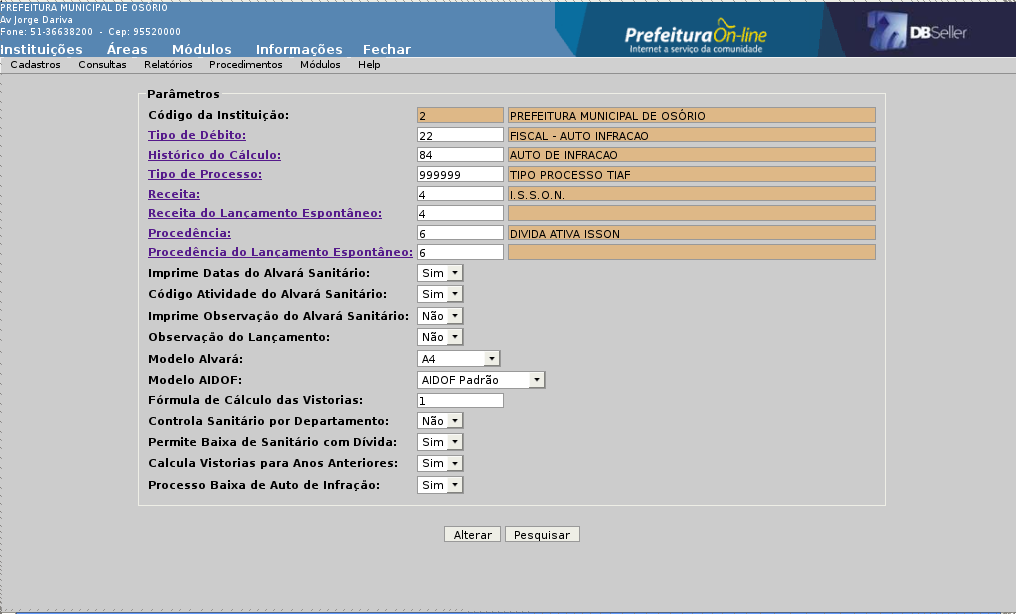 PREFEITURA MUNICIPAL DE OSÓRIO
Av Jorge Dariva
Fone: 51-36638200 - Cep: 95520000
Instituições Áreas Módulos Informações Fechar
PrefeituraOn-line
Internet a serviço da comunidade
DBSeller
Cadastros Consultas Relatórios Procedimentos Módulos Help
Parâmetros
Código da Instituição: 2 PREFEITURA MUNICIPAL DE OSÓRIO
Tipo de Débito: 22 FISCAL - AUTO INFRACAO
Histórico do Cálculo: 84 AUTO DE INFRACAO
Tipo de Processo: 999999 TIPO PROCESSO TIAF
Receita: 4 I.S.S.O.N.
Receita do Lançamento Espontâneo: 4
Procedência: 6 DIVIDA ATIVA ISSON
Procedência do Lançamento Espontâneo: 6
Imprime Datas do Alvará Sanitário: Sim
Código Atividade do Alvará Sanitário: Sim
Imprime Observação do Alvará Sanitário: Não
Observação do Lançamento: Não
Modelo Alvará: A4
Modelo AIDOF: AIDOF Padrão
Fórmula de Cálculo das Vistorias: 1
Controla Sanitário por Departamento: Não
Permite Baixa de Sanitário com Dívida: Sim
Calcula Vistorias para Anos Anteriores: Sim
Processo Baixa de Auto de Infração: Sim
Alterar Pesquisar